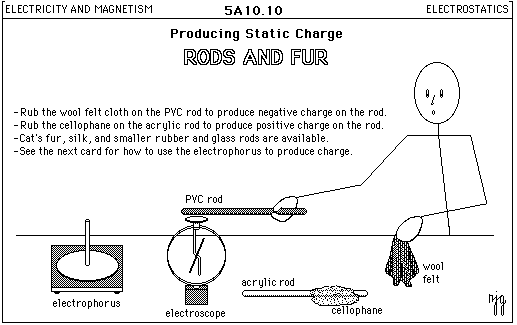 ELECTRICITY AND MAGNETISM 5A10.10 ELECTROSTATICS
Producing Static Charge
RODS AND FUR
-Rub the wool felt cloth on the PVC rod to produce negative charge on the rod.
-Rub the cellophane on the acrylic rod to produce positive charge on the rod.
-Cat's fur, silk, and smaller rubber and glass rods are available.
-See the next card for how to use the electrophorus to produce charge.
PVC rod
wool
felt
acrylic rod
electrophorus
electroscope
cellophane
njg